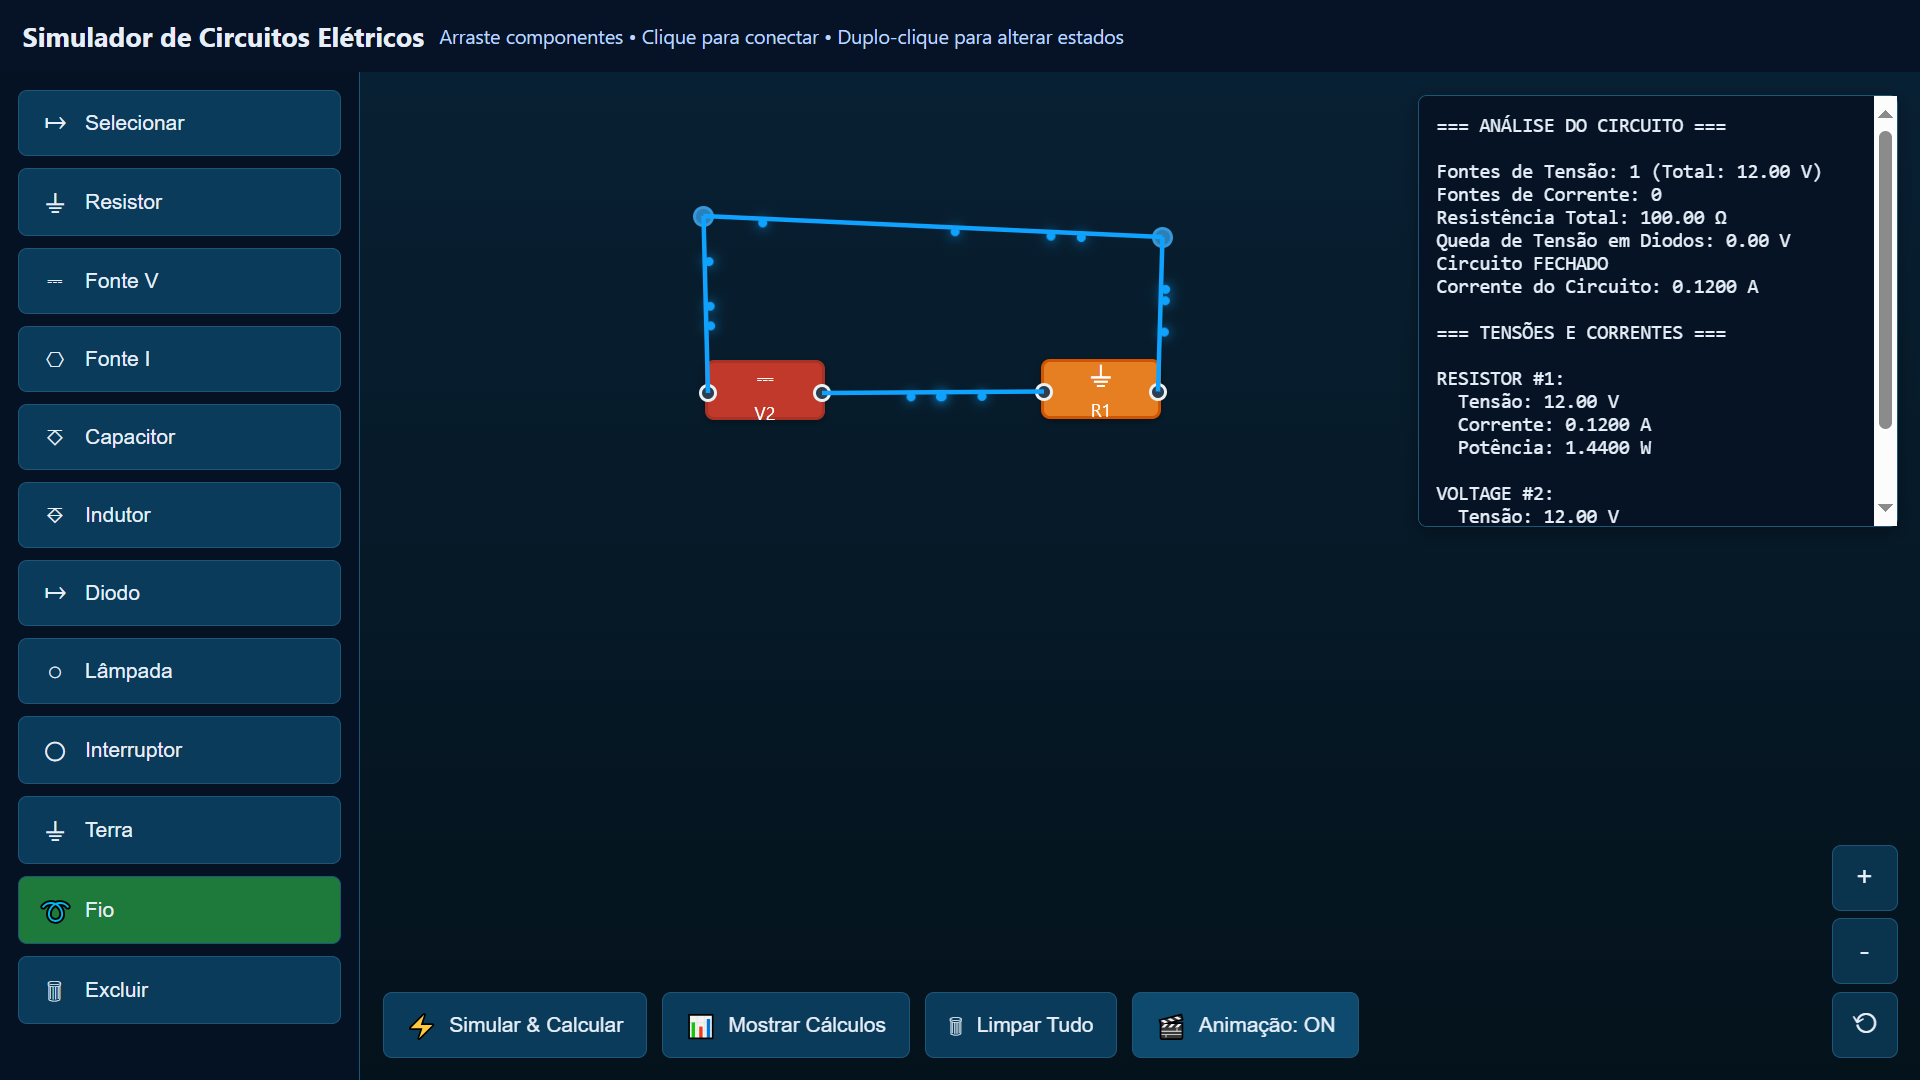 Simulador de Circuitos Elétricos
Arraste componentes • Clique para conectar • Duplo-clique para alterar estados
Selecionar
Resistor
Fonte V
Fonte I
Capacitor
Indutor
Diodo
Lâmpada
Interruptor
Terra
Fio
Excluir
V2
R1
=== ANÁLISE DO CIRCUITO ===
Fontes de Tensão: 1 (Total: 12.00 V)
Fontes de Corrente: 0
Resistência Total: 100.00 Ω
Queda de Tensão em Diodos: 0.00 V
Circuito FECHADO
Corrente do Circuito: 0.1200 A
=== TENSÕES E CORRENTES ===
RESISTOR #1:
Tensão: 12.00 V
Corrente: 0.1200 A
Potência: 1.4400 W
VOLTAGE #2:
Tensão: 12.00 V
+
-
Simular & Calcular
Mostrar Cálculos
Limpar Tudo
Animação: ON